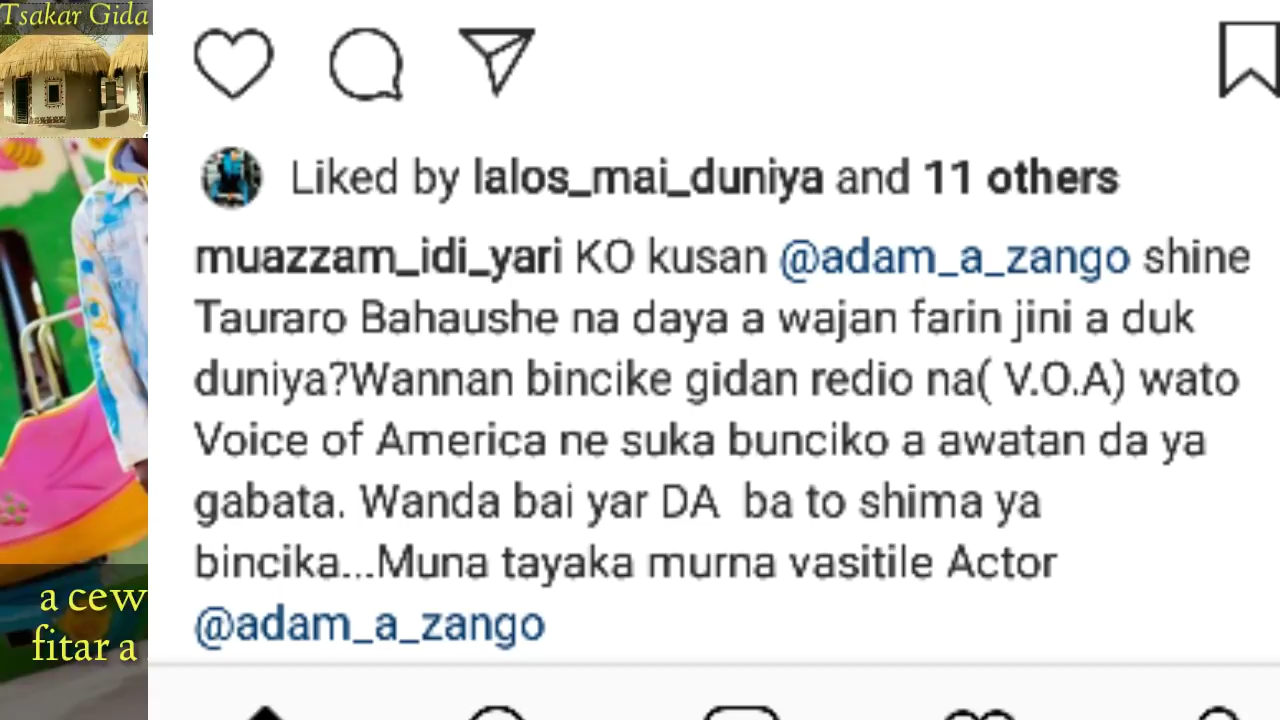 Tsakar Gida
Liked by lalos_mai_duniya and 11 others
muazzam_idi_yari KO kusan @adam_a_zango shine
Tauraro Bahaushe na daya a wajan farin jini a duk
duniya?Wannan bincike gidan redio na( V.O.A) wato
Voice of America ne suka bunciko a awatan da ya
gabata. Wanda bai yar DA  ba to shima ya
bincika...Muna tayaka murna vasitile Actor
@adam_a_zango
a cew
fitar a